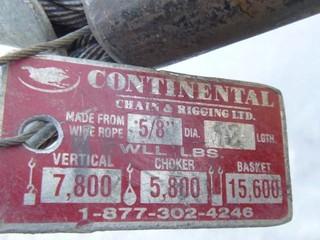 CONTINENTAL
CHAIN & RIGGING LTD.
MADE FROM WIRE ROPE 5/8" DIA. LGTH.
WLL LBS.
VERTICAL CHOKER BASKET
7,800 5,800 15,600
1-877-302-4246